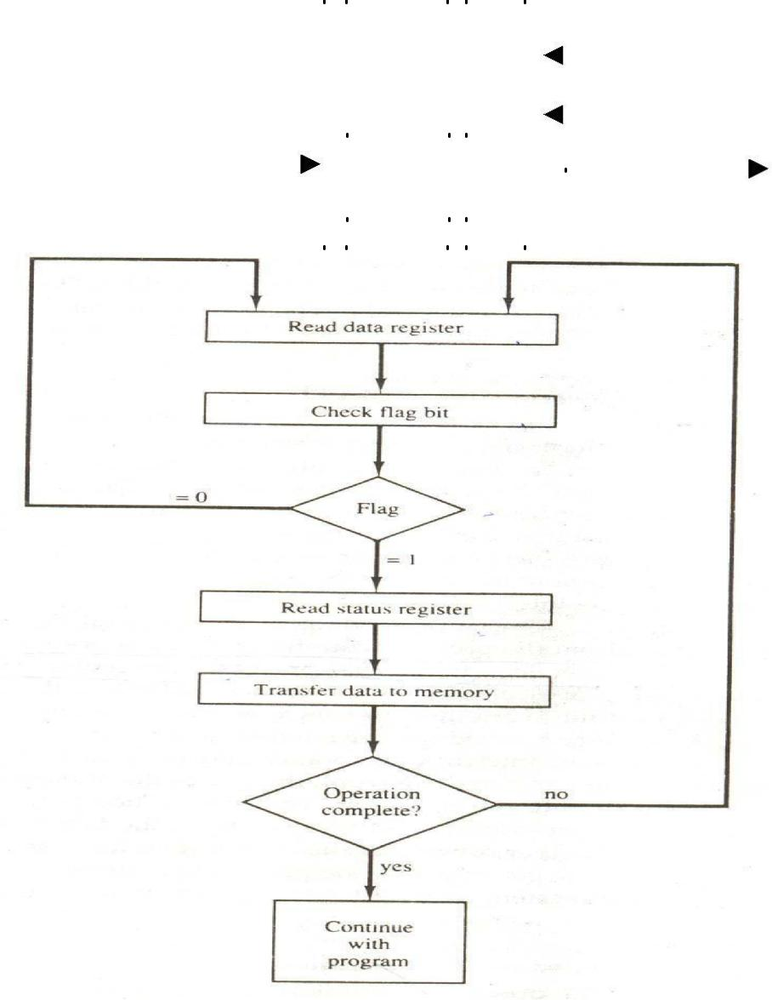 Read data register
Check flag bit
= 0
Flag
= 1
Read status register
Transfer data to memory
Operation
complete?
no
yes
Continue
with
program